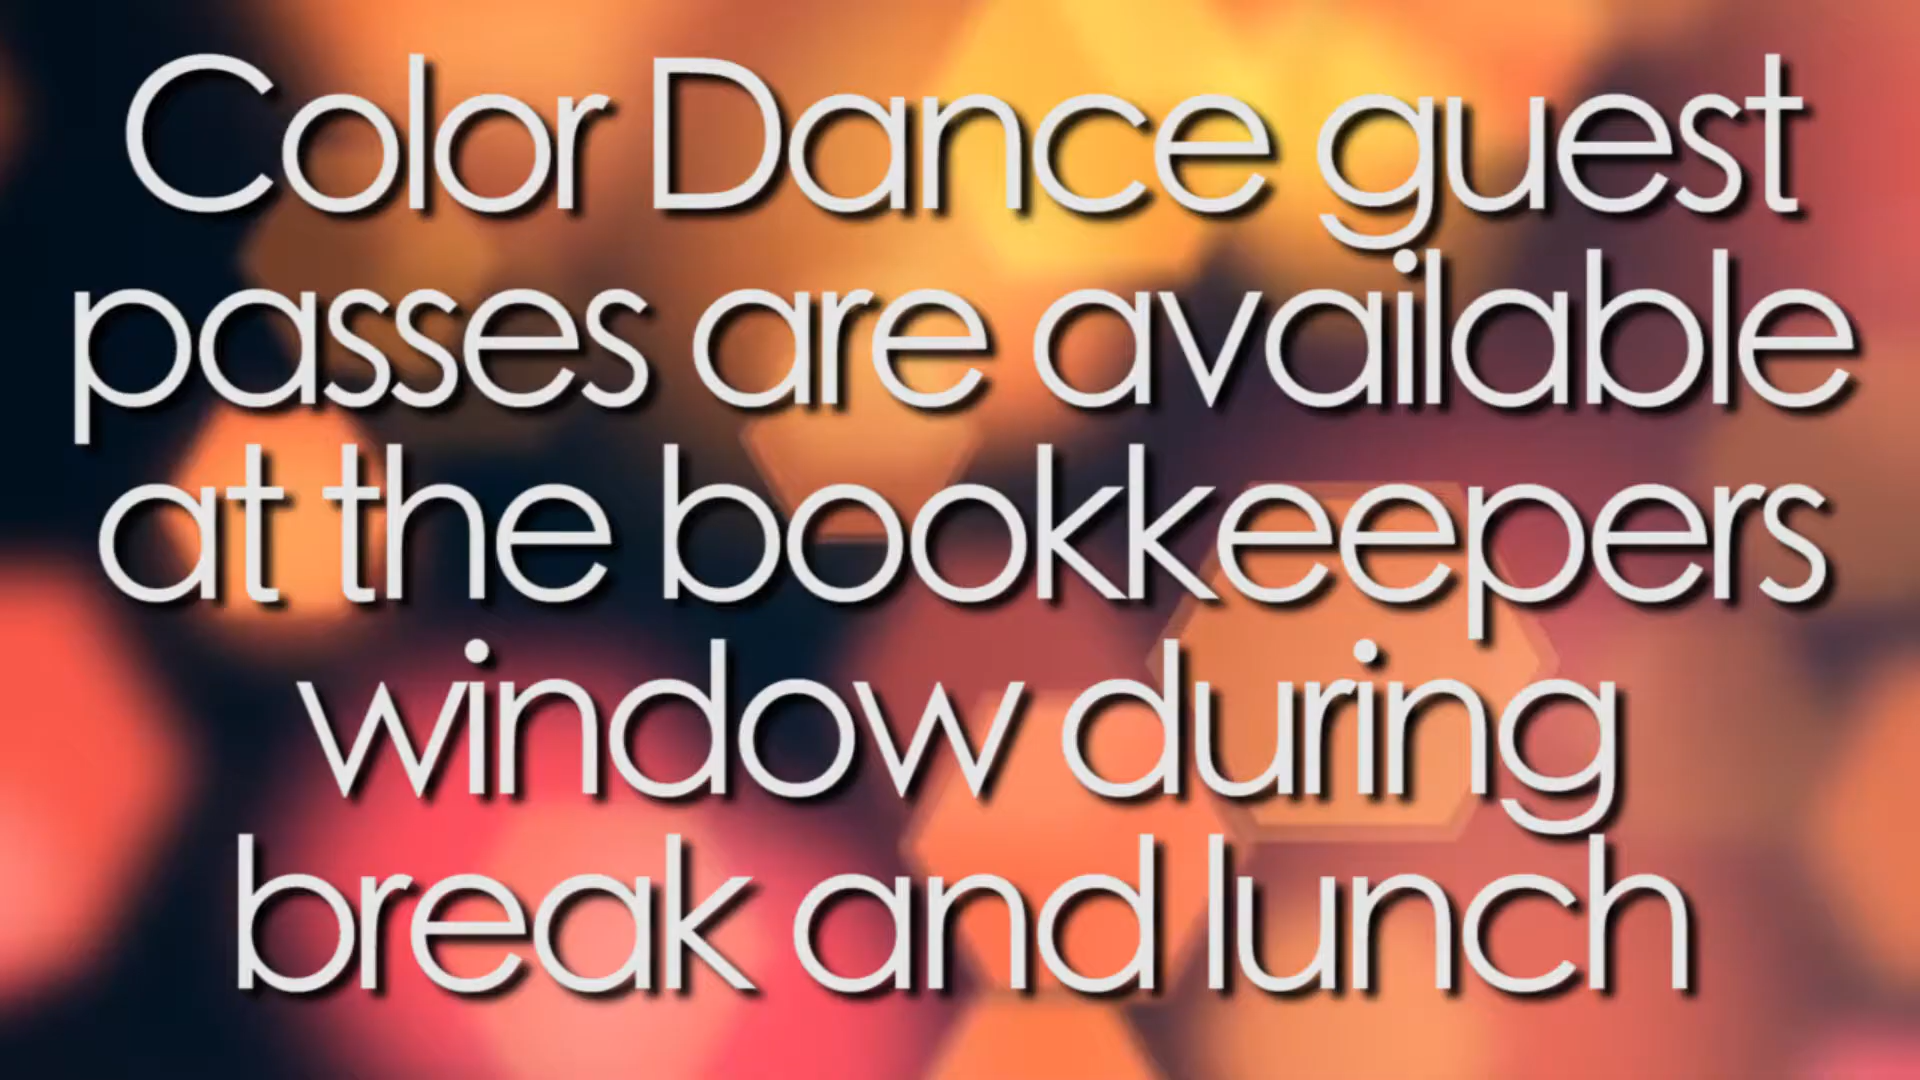 Color Dance guest
passes are available
at the bookkeepers
window during
break and lunch